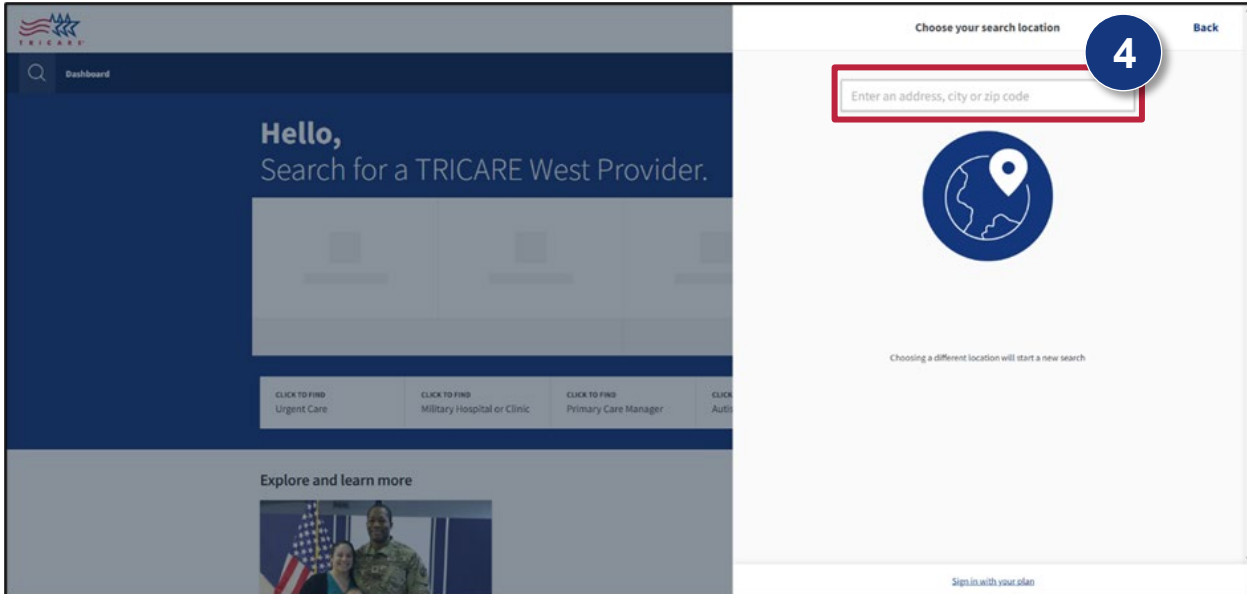 TRICARE
Dashboard
Hello,
Search for a TRICARE West Provider.
CLICK TO FIND
Urgent Care
CLICK TO FIND
Military Hospital or Clinic
CLICK TO FIND
Primary Care Manager
CLICK
Autis
Explore and learn more
Choose your search location
Back
4
Enter an address, city or zip code
Choosing a different location will start a new search
Sign in with your plan